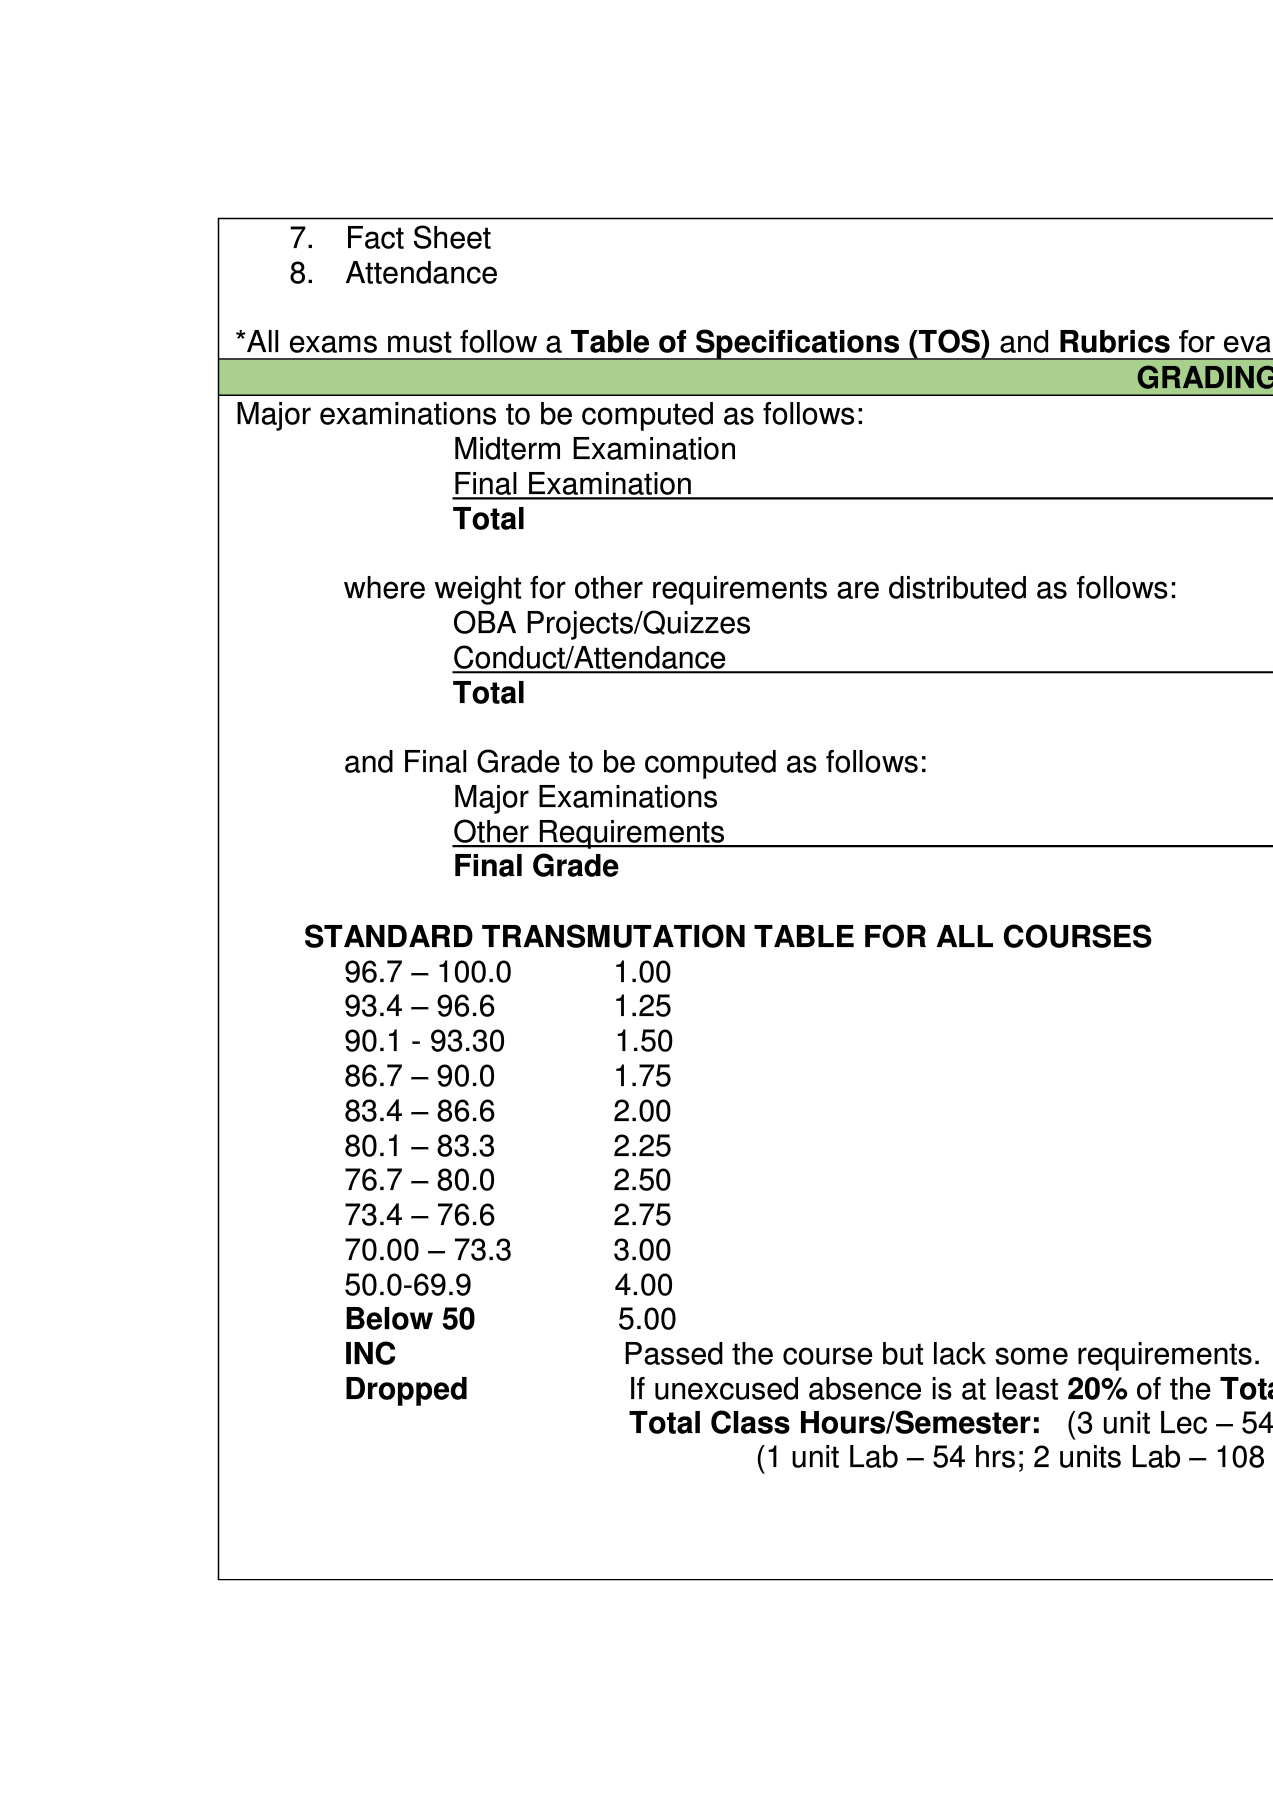 7. Fact Sheet
8. Attendance
*All exams must follow a Table of Specifications (TOS) and Rubrics for
GRADING
Major examinations to be computed as follows:
Midterm Examination
Final Examination
Total
where weight for other requirements are distributed as follows:
OBA Projects/Quizzes
Conduct/Attendance
Total
and Final Grade to be computed as follows:
Major Examinations
Other Requirements
Final Grade
STANDARD TRANSMUTATION TABLE FOR ALL COURSES
96.7 – 100.0 1.00
93.4 – 96.6 1.25
90.1 - 93.30 1.50
86.7 – 90.0 1.75
83.4 – 86.6 2.00
80.1 – 83.3 2.25
76.7 – 80.0 2.50
73.4 – 76.6 2.75
70.00 – 73.3 3.00
50.0-69.9 4.00
Below 50 5.00
INC Passed the course but lack some requirements.
Dropped If unexcused absence is at least 20% of the
Total Class Hours/Semester: (3 unit Lec – 54
(1 unit Lab – 54 hrs; 2 units Lab – 108